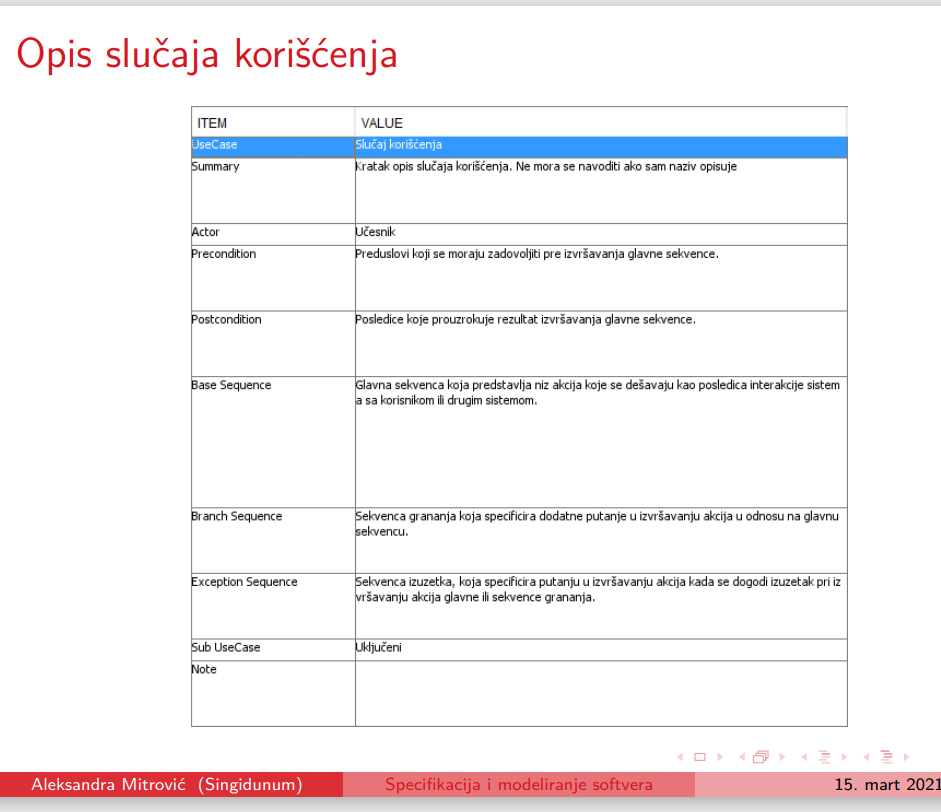 Opis slučaja korišćenja
ITEM VALUE
UseCase Slučaj korišćenja
Summary Kratak opis slučaja korišćenja. Ne mora se navoditi ako sam naziv opisuje
Actor Učesnik
Precondition Preduslovi koji se moraju zadovoljiti pre izvršavanja glavne sekvence.
Postcondition Posledice koje prouzrokuje rezultat izvršavanja glavne sekvence.
Base Sequence Glavna sekvenca koja predstavlja niz akcija koje se dešavaju kao posledica interakcije sistem
a sa korisnikom ili drugim sistemom.
Branch Sequence Sekvenca grananja koja specificira dodatne putanje u izvršavanju akcija u odnosu na glavnu
sekvencu.
Exception Sequence Sekvenca izuzetka, koja specificira putanju u izvršavanju akcija kada se dogodi izuzetak pri iz
vršavanju akcija glavne ili sekvence grananja.
Sub UseCase Uključeni
Note
Aleksandra Mitrović (Singidunum) Specifikacija i modeliranje softvera 15. mart 2021